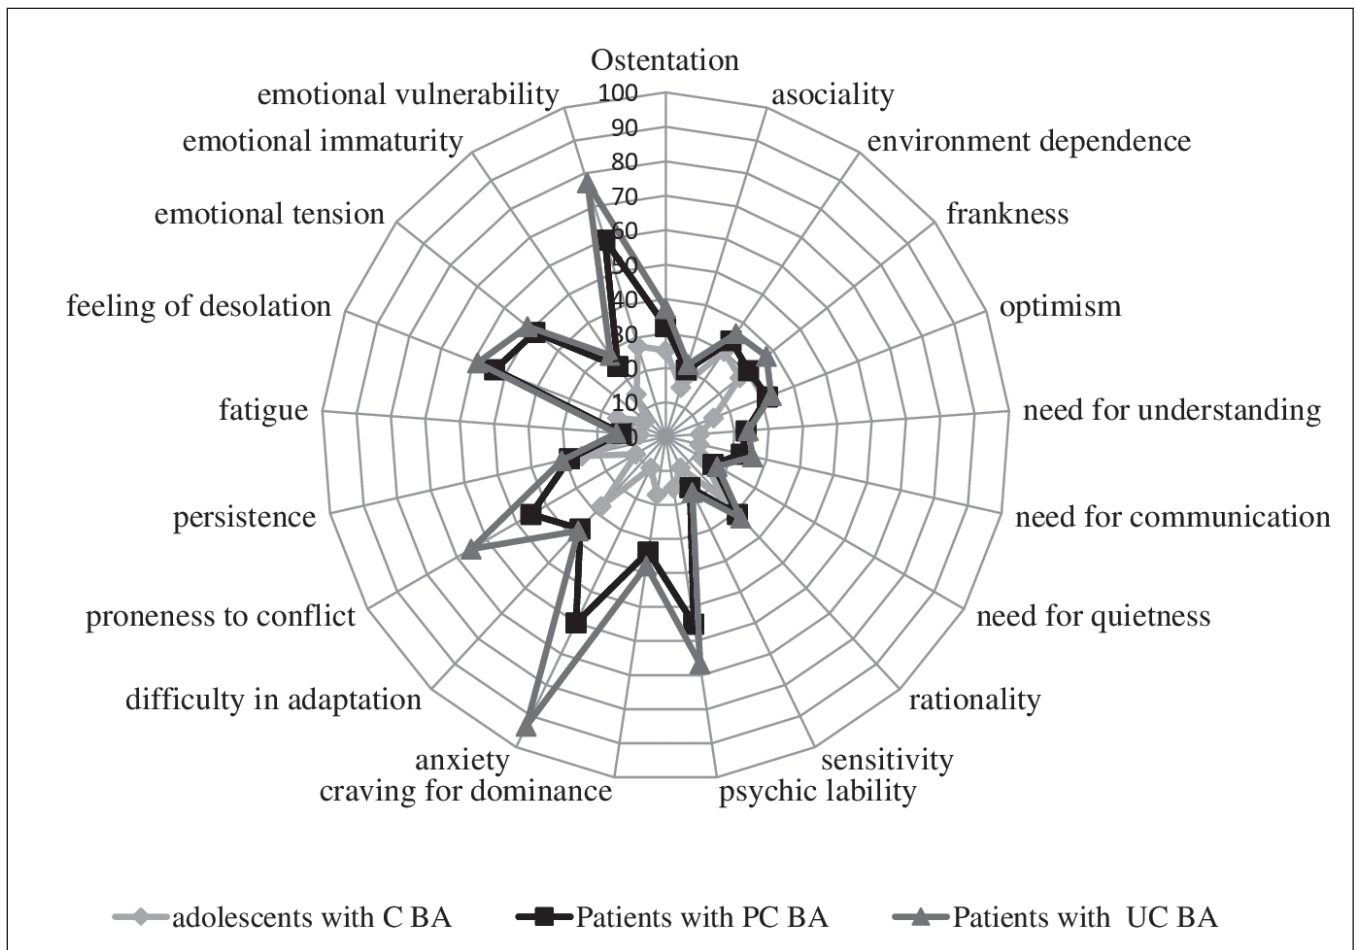 Ostentation
asociality
environment dependence
frankness
optimism
need for understanding
need for communication
need for quietness
rationality
sensitivity
psychic lability
craving for dominance
anxiety
difficulty in adaptation
proneness to conflict
persistence
fatigue
feeling of desolation
emotional tension
emotional immaturity
emotional vulnerability
100
90
80
70
60
50
40
30
20
10
0
adolescents with C BA
Patients with PC BA
Patients with UC BA